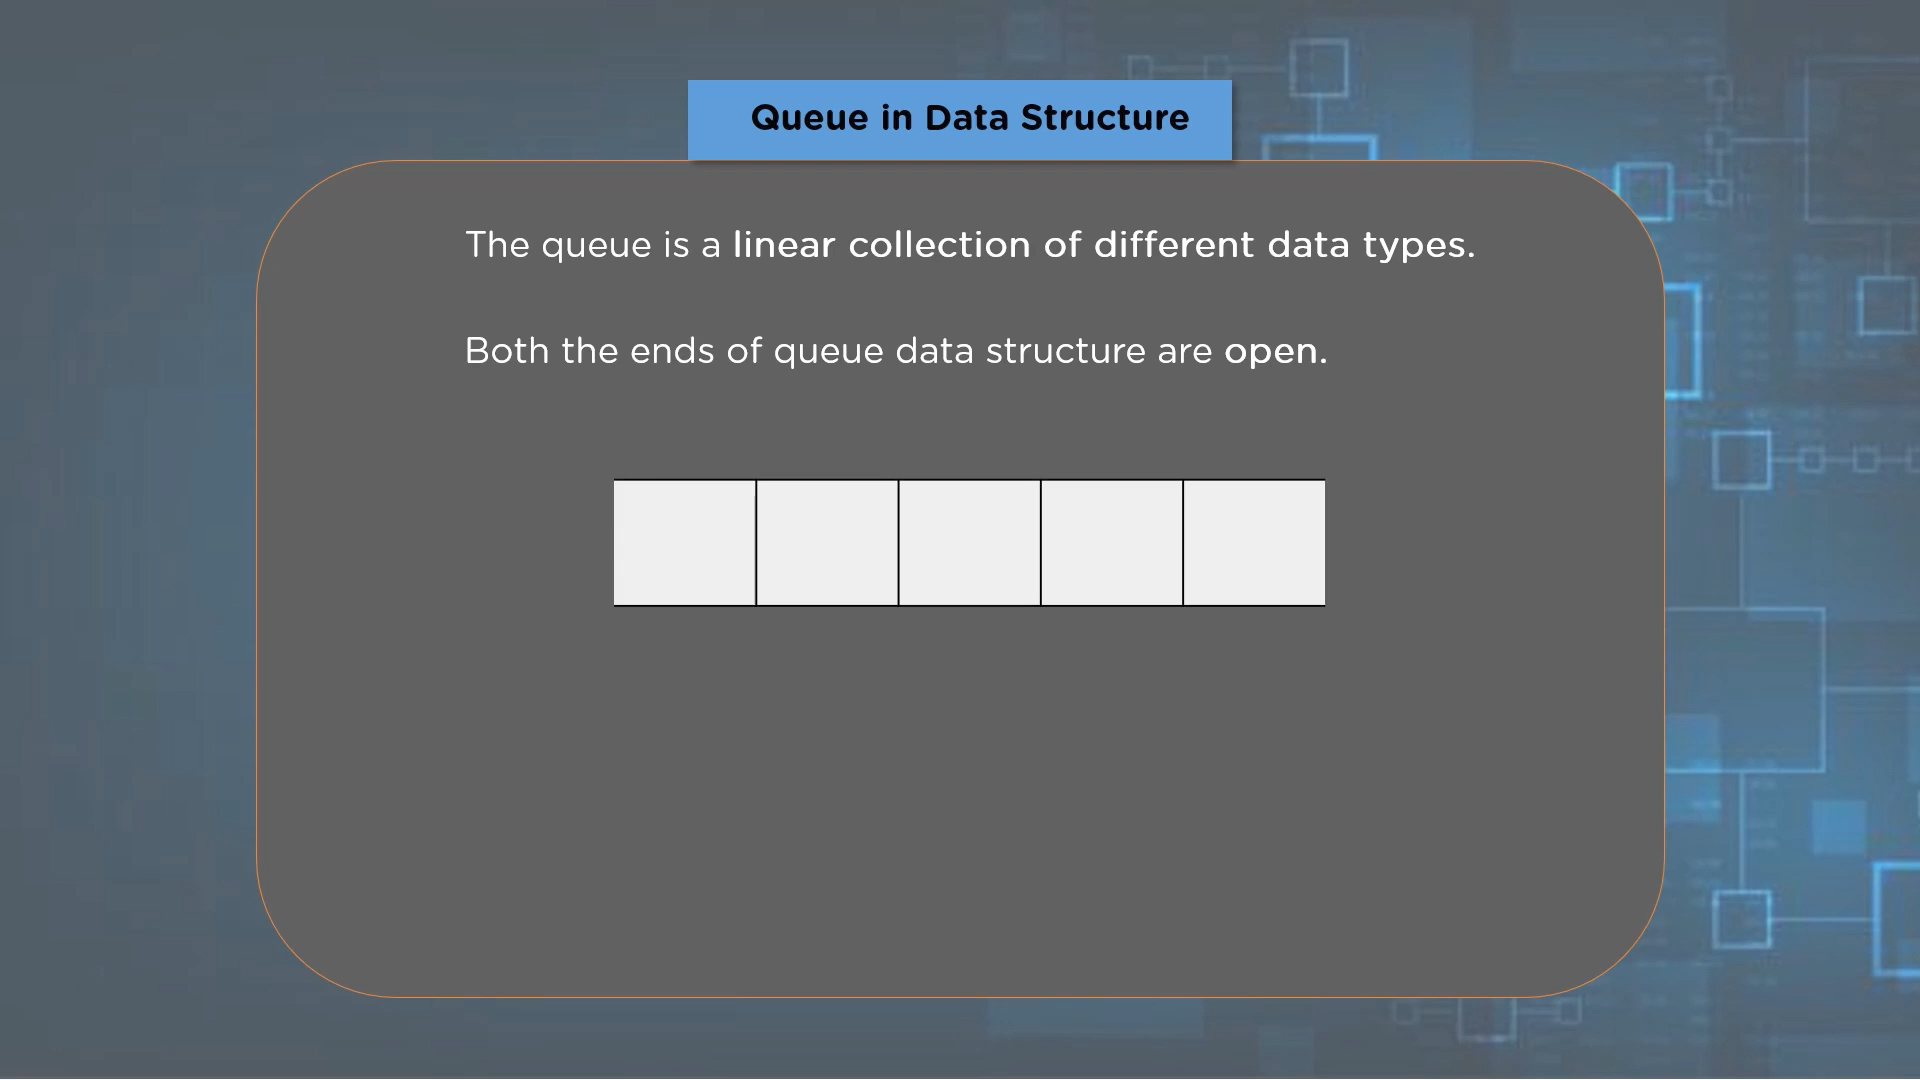 Queue in Data Structure
The queue is a linear collection of different data types.
Both the ends of queue data structure are open.